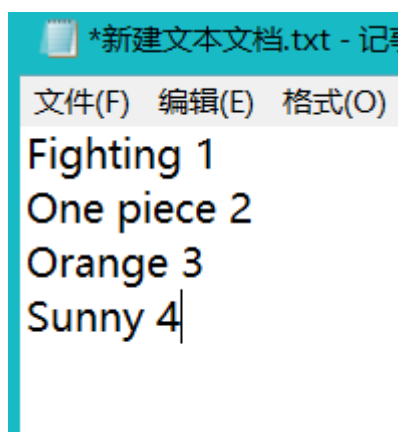 *新建文本文档.txt - 记
文件(F) 编辑(E) 格式(O)
Fighting 1
One piece 2
Orange 3
Sunny 4